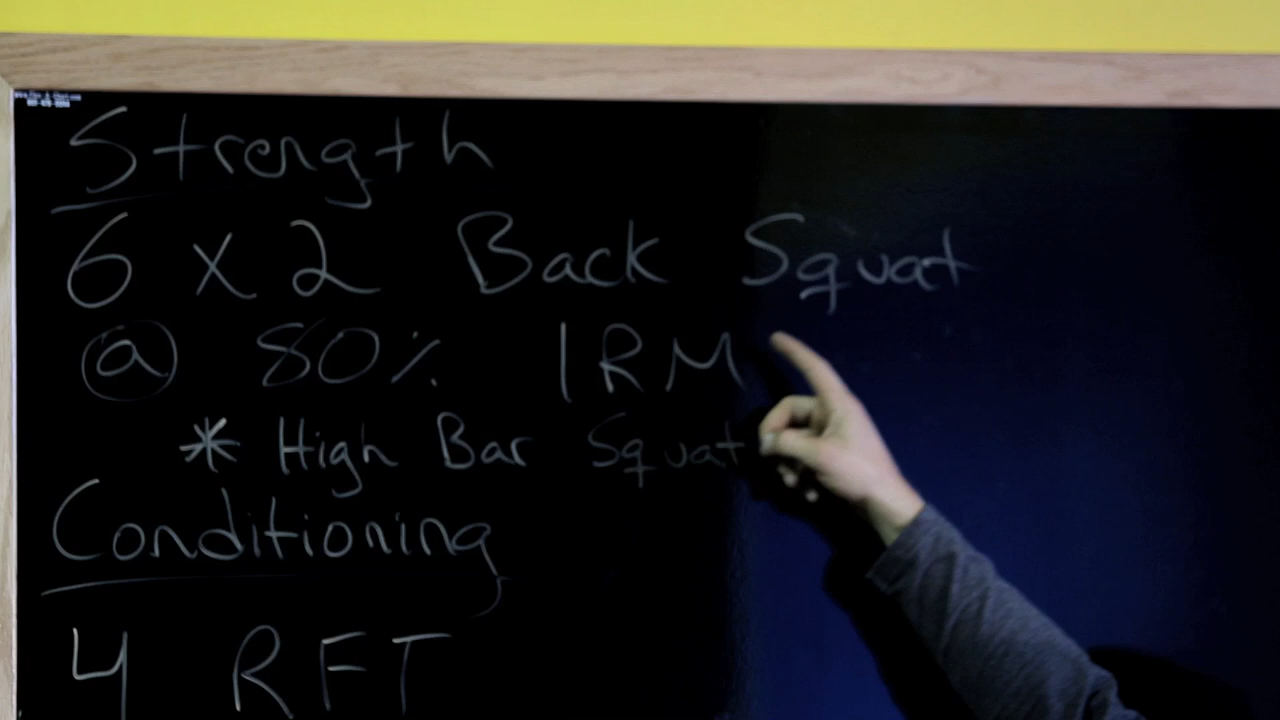 Strength
6 x 2 Back Squat
@ 80% 1RM
* High Bar Squat
Conditioning
4 RFT